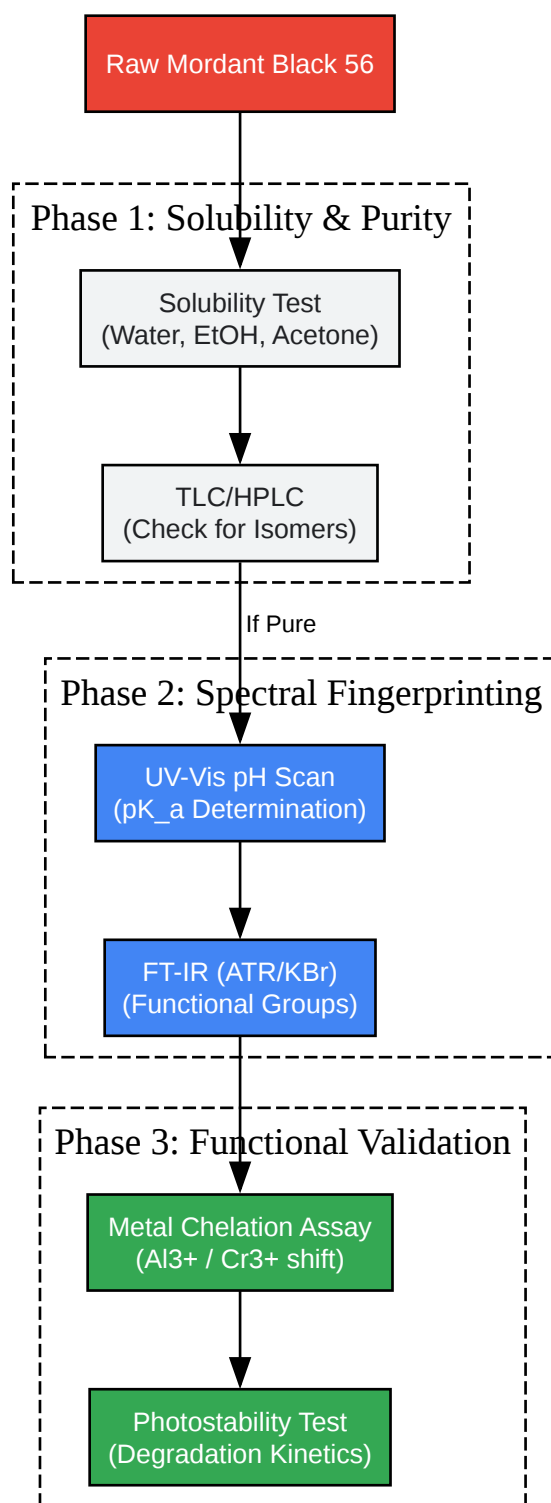 Raw Mordant Black 56
Phase 1: Solubility & Purity
Solubility Test
(Water, EtOH, Acetone)
TLC/HPLC
(Check for Isomers)
If Pure
Phase 2: Spectral Fingerprinting
UV-Vis pH Scan
(pK_a Determination)
FT-IR (ATR/KBr)
(Functional Groups)
Phase 3: Functional Validation
Metal Chelation Assay
(Al3+ / Cr3+ shift)
Photostability Test
(Degradation Kinetics)